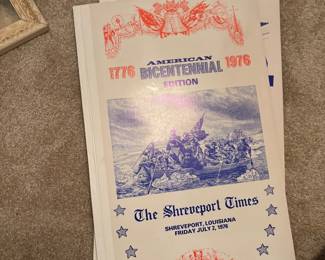 AMERICAN
1776 BICENTENNIAL 1976
EDITION
The Shreveport Times
SHREVEPORT, LOUISIANA
FRIDAY JULY 2, 1976